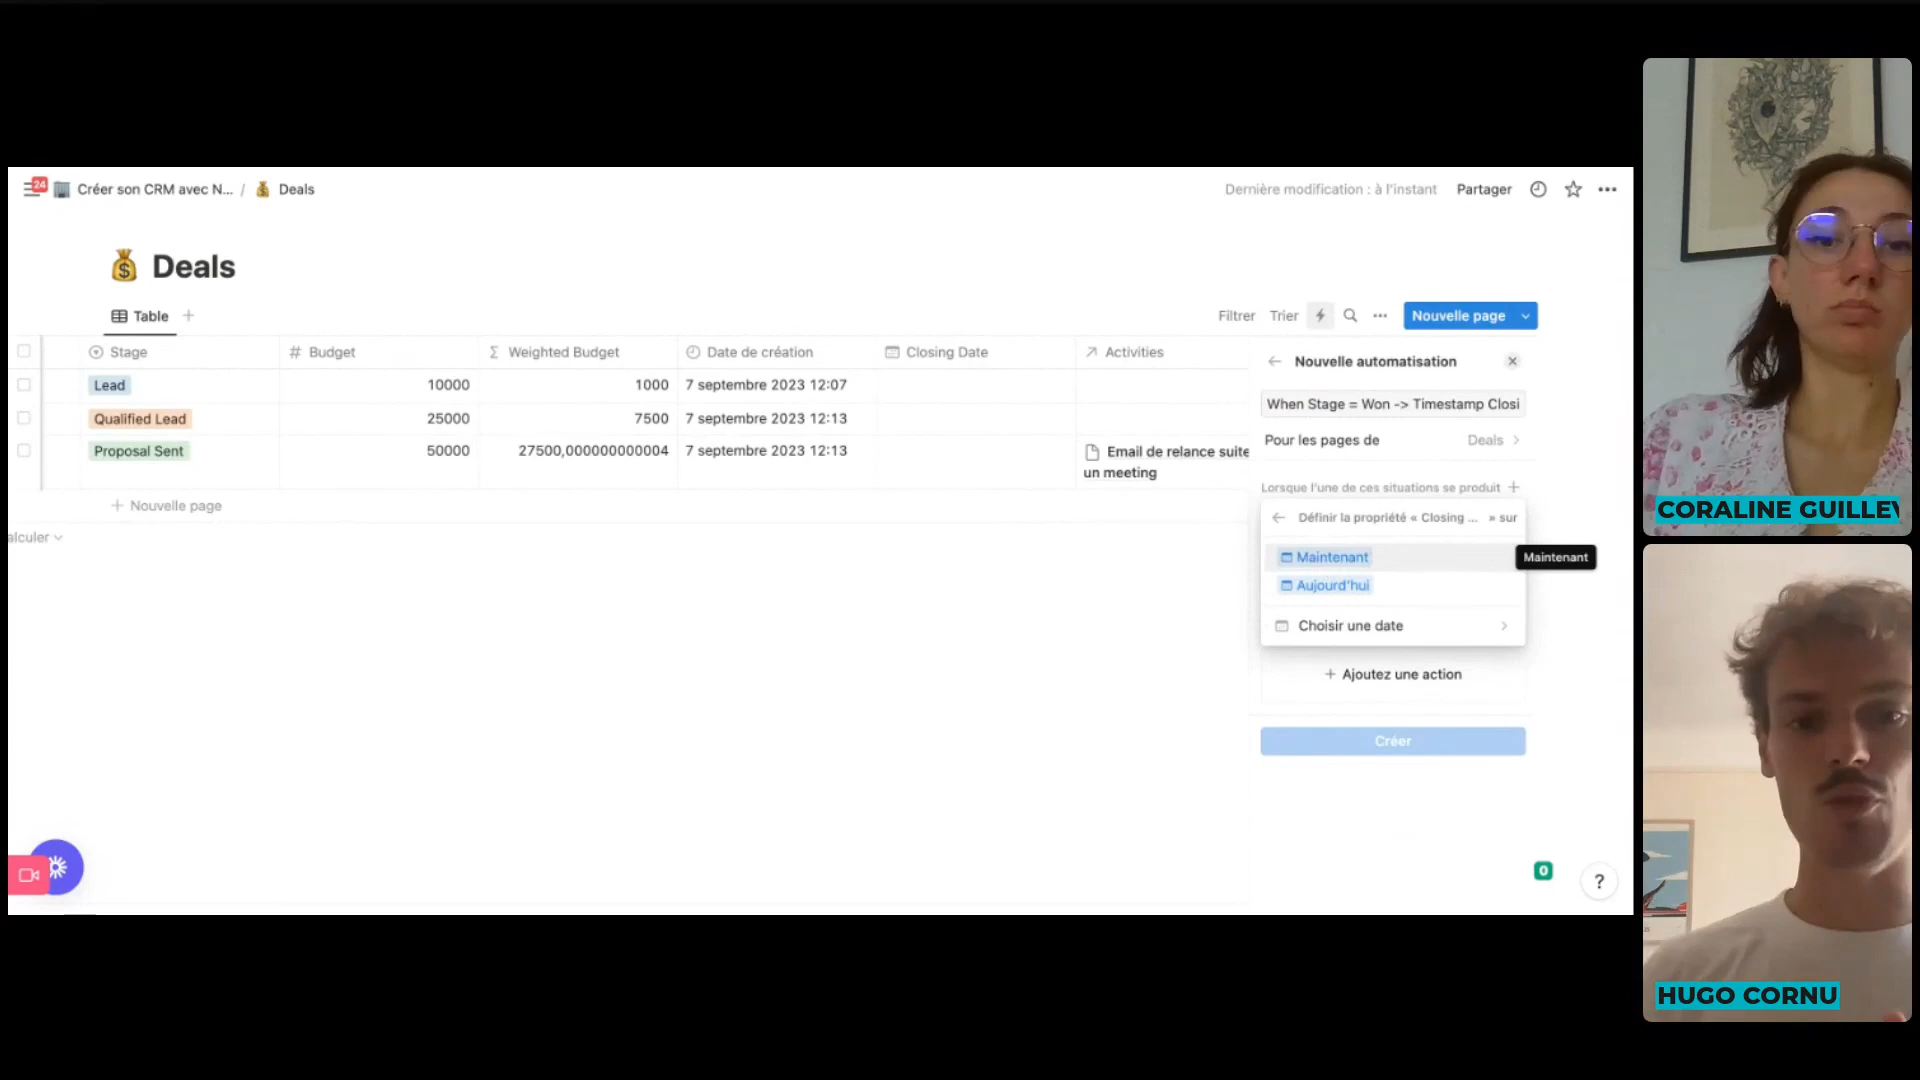 24 Créer son CRM avec N... / Deals
Dernière modification : à l'instant Partager
Deals
Table
Filtrer Trier Nouvelle page
Stage Budget Weighted Budget Date de création Closing Date Activities
Lead 10000 1000 7 septembre 2023 12:07
Qualified Lead 25000 7500 7 septembre 2023 12:13
Proposal Sent 50000 27500,000000000004 7 septembre 2023 12:13 Email de relance suite
un meeting
+ Nouvelle page
alculer
Nouvelle automatisation
When Stage = Won -> Timestamp Closi
Pour les pages de Deals
Lorsque l'une de ces situations se produit
Définir la propriété « Closing ... » sur
Maintenant
Maintenant
Aujourd'hui
Choisir une date
+ Ajoutez une action
Créer
0
?
CORALINE GUILLEV
HUGO CORNU